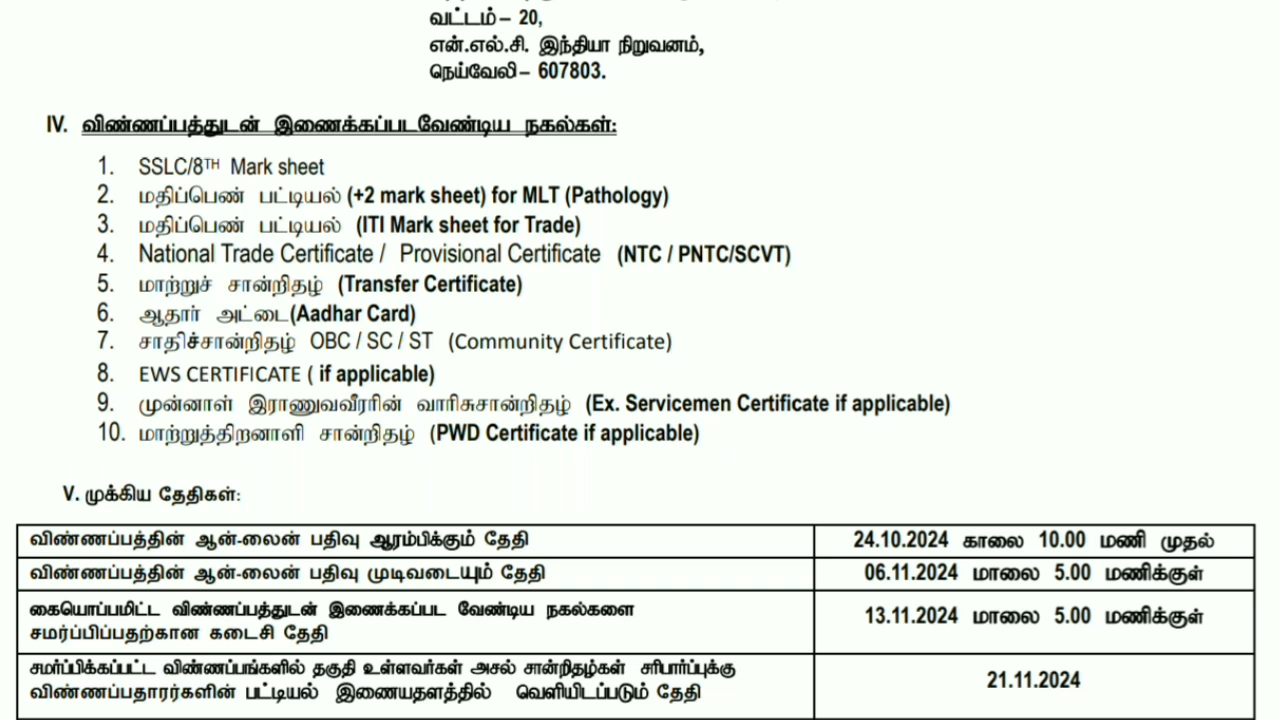 வட்டம் – 20,
என்.எல்.சி. இந்தியா நிறுவனம்,
நெய்வேலி – 607803.
IV. விண்ணப்பத்துடன் இணைக்கப்படவேண்டிய நகல்கள்:
1. SSLC/8TH Mark sheet
2. மதிப்பெண் பட்டியல் (+2 mark sheet) for MLT (Pathology)
3. மதிப்பெண் பட்டியல் (ITI Mark sheet for Trade)
4. National Trade Certificate / Provisional Certificate (NTC / PNTC/SCVT)
5. மாற்றுச் சான்றிதழ் (Transfer Certificate)
6. ஆதார் அட்டை(Aadhar Card)
7. சாதிச்சான்றிதழ் OBC / SC / ST (Community Certificate)
8. EWS CERTIFICATE ( if applicable)
9. முன்னாள் இராணுவவீரரின் வாரிசுசான்றிதழ் (Ex. Servicemen Certificate if applicable)
10. மாற்றுத்திறனாளி சான்றிதழ் (PWD Certificate if applicable)
V. முக்கிய தேதிகள்:
விண்ணப்பத்தின் ஆன்-லைன் பதிவு ஆரம்பிக்கும் தேதி 24.10.2024 காலை 10.00 மணி முதல்
விண்ணப்பத்தின் ஆன்-லைன் பதிவு முடிவடையும் தேதி 06.11.2024 மாலை 5.00 மணிக்குள்
கையொப்பமிட்ட விண்ணப்பத்துடன் இணைக்கப்பட வேண்டிய நகல்களை
சமர்ப்பிப்பதற்கான கடைசி தேதி 13.11.2024 மாலை 5.00 மணிக்குள்
சமர்ப்பிக்கப்பட்ட விண்ணப்பங்களில் தகுதி உள்ளவர்கள் அசல் சான்றிதழ்கள் சரிபார்ப்புக்கு
விண்ணப்பதாரர்களின் பட்டியல் இணையதளத்தில் வெளியிடப்படும் தேதி 21.11.2024